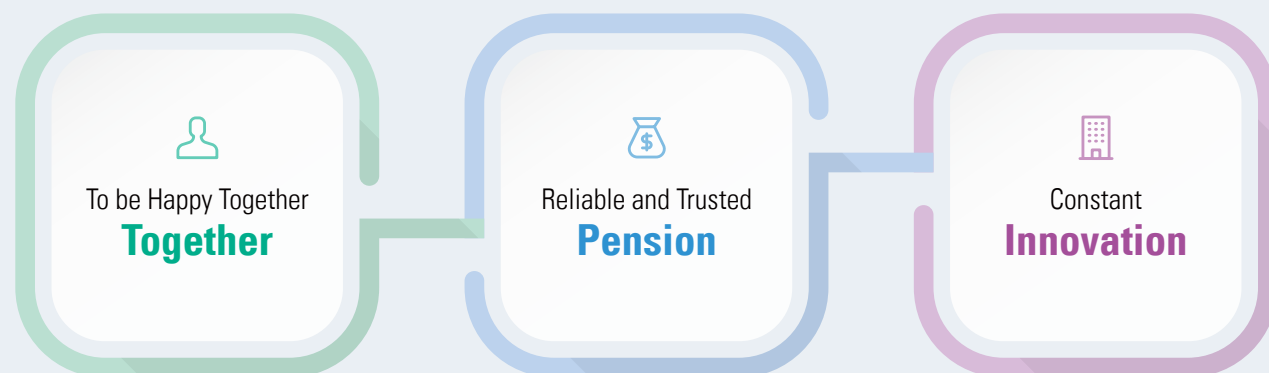 To be Happy Together
Together
Reliable and Trusted
Pension
Constant
Innovation